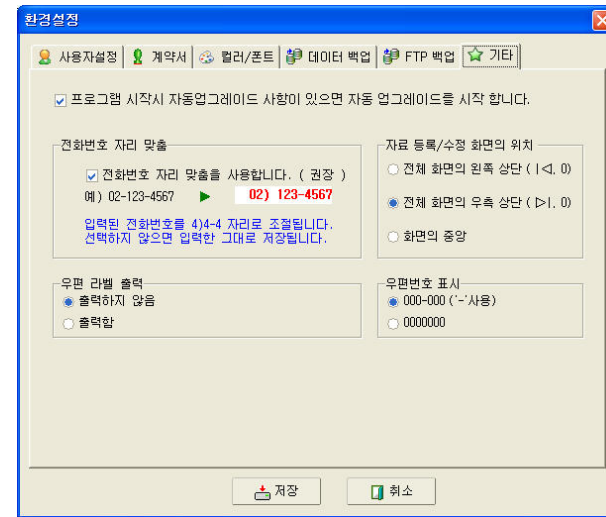 환경설정
사용자설정 계약서 컬러/폰트 데이터 백업 FTP 백업 기타
프로그램 시작시 자동업그레이드 사항이 있으면 자동 업그레이드를 시작 합니다.
전화번호 자리 맞춤
전화번호 자리 맞춤을 사용합니다. ( 권장 )
예) 02-123-4567 ▶ 02) 123-4567
입력된 전화번호를 4)4-4 자리로 조절됩니다.
선택하지 않으면 입력한 그대로 저장됩니다.
자료 등록/수정 화면의 위치
전체 화면의 왼쪽 상단 ( |◁, 0)
전체 화면의 우측 상단 ( ▷|, 0)
화면의 중앙
우편 라벨 출력
출력하지 않음
출력함
우편번호 표시
000-000 ('-'사용)
0000000
저장 취소